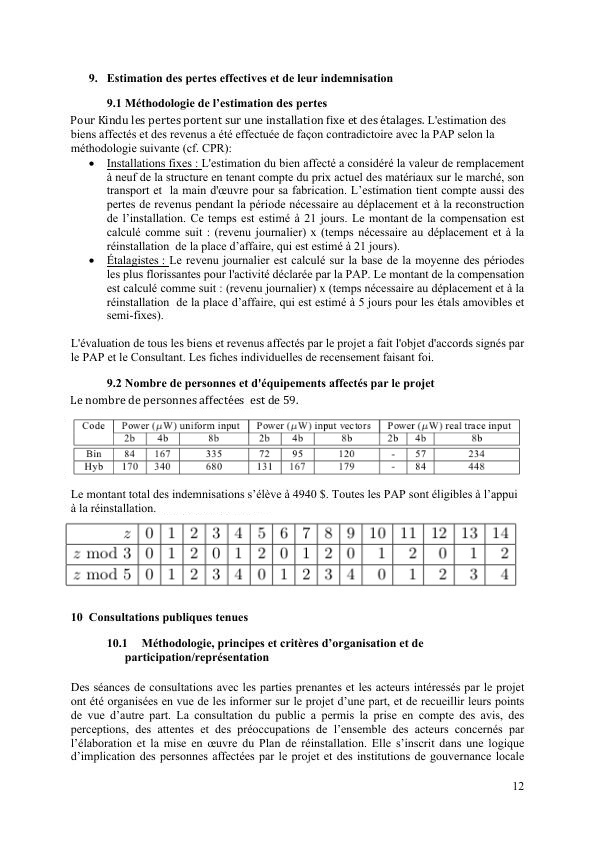 9. Estimation des pertes effectives et de leur indemnisation
9.1 Méthodologie de l’estimation des pertes
Pour Kindu les pertes portent sur une installation fixe et des étalages. L'estimation des
biens affectés et des revenus a été effectuée de façon contradictoire avec la PAP selon la
méthodologie suivante (cf. CPR):
• Installations fixes : L'estimation du bien affecté a considéré la valeur de remplacement
à neuf de la structure en tenant compte du prix actuel des matériaux sur le marché, son
transport et la main d'œuvre pour sa fabrication. L’estimation tient compte aussi des
pertes de revenus pendant la période nécessaire au déplacement et à la reconstruction
de l’installation. Ce temps est estimé à 21 jours. Le montant de la compensation est
calculé comme suit : (revenu journalier) x (temps nécessaire au déplacement et à la
réinstallation de la place d’affaire, qui est estimé à 21 jours).
• Étalagistes : Le revenu journalier est calculé sur la base de la moyenne des périodes
les plus florissantes pour l'activité déclarée par la PAP. Le montant de la compensation
est calculé comme suit : (revenu journalier) x (temps nécessaire au déplacement et à la
réinstallation de la place d’affaire, qui est estimé à 5 jours pour les étals amovibles et
semi-fixes).
L'évaluation de tous les biens et revenus affectés par le projet a fait l'objet d'accords signés par
le PAP et le Consultant. Les fiches individuelles de recensement faisant foi.
9.2 Nombre de personnes et d'équipements affectés par le projet
Le nombre de personnes affectées est de 59.
Code Power (μW) uniform input Power (μW) input vectors Power (μW) real trace input
2b 4b 8b 2b 4b 8b 2b 4b 8b
Bin 84 167 335 72 95 120 - 57 234
Hyb 170 340 680 131 167 179 - 84 448
Le montant total des indemnisations s’élève à 4940 $. Toutes les PAP sont éligibles à l’appui
à la réinstallation.
z 0 1 2 3 4 5 6 7 8 9 10 11 12 13 14
z mod 3 0 1 2 0 1 2 0 1 2 0 1 2 0 1 2
z mod 5 0 1 2 3 4 0 1 2 3 4 0 1 2 3 4
10 Consultations publiques tenues
10.1 Méthodologie, principes et critères d’organisation et de
participation/représentation
Des séances de consultations avec les parties prenantes et les acteurs intéressés par le projet
ont été organisées en vue de les informer sur le projet d’une part, et de recueillir leurs points
de vue d’autre part. La consultation du public a permis la prise en compte des avis, des
perceptions, des attentes et des préoccupations de l’ensemble des acteurs concernés par
l’élaboration et la mise en œuvre du Plan de réinstallation. Elle s’inscrit dans une logique
d’implication des personnes affectées par le projet et des institutions de gouvernance locale
12